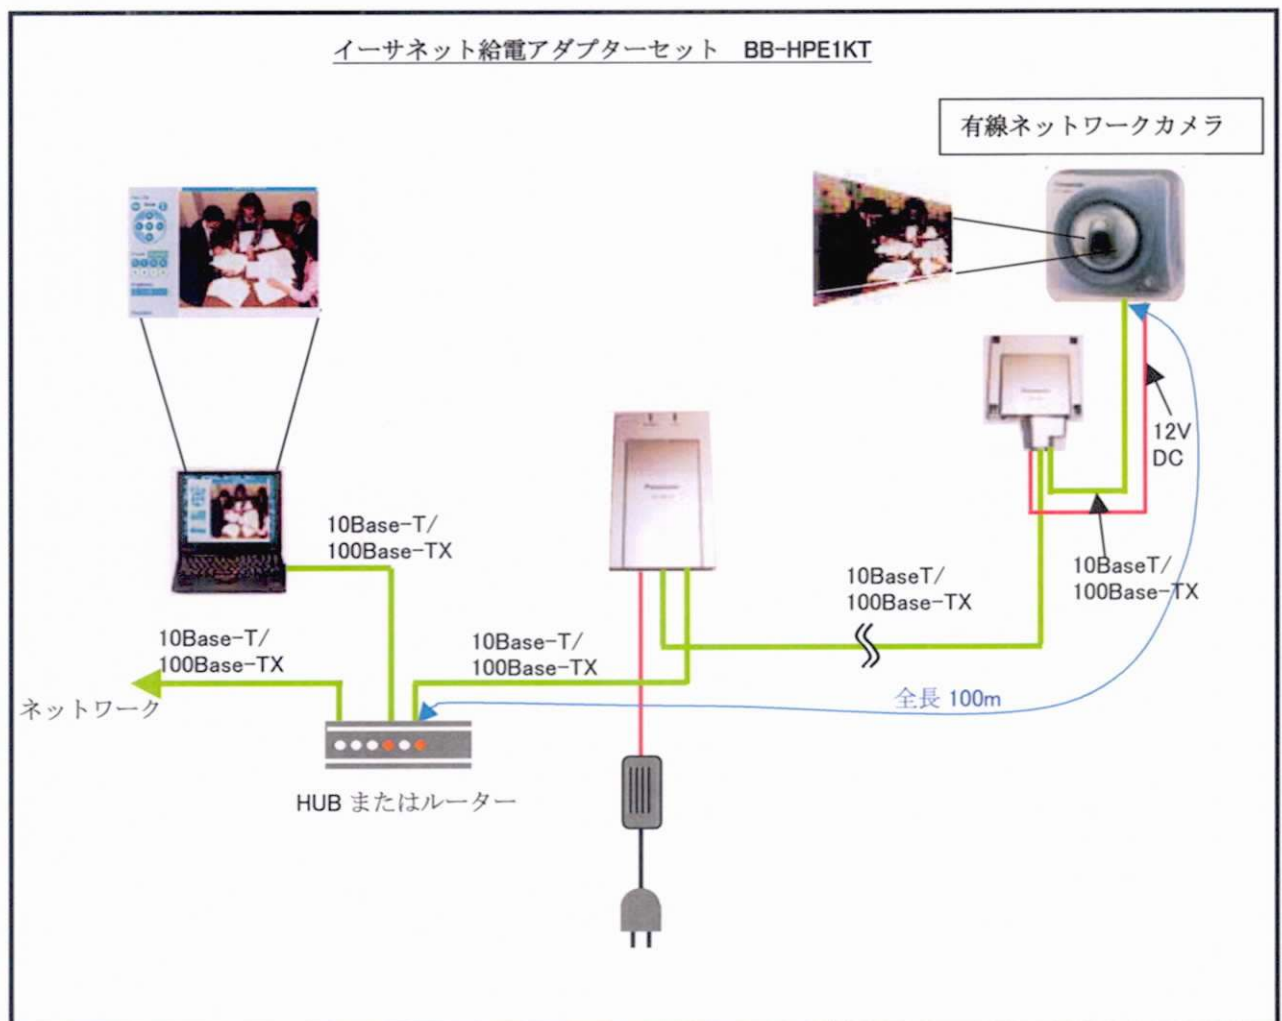 イーサネット給電アダプターセット BB-HPE1KT
有線ネットワークカメラ
Panasonic
12V
DC
10Base-T/
100Base-TX
10BaseT/
100Base-TX
10BaseT/
100Base-TX
10Base-T/
100Base-TX
10Base-T/
100Base-TX
ネットワーク
全長 100m
HUB またはルーター